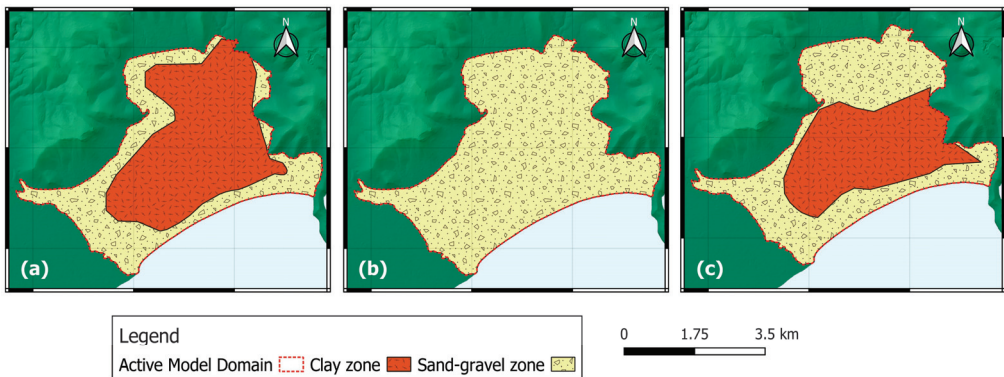 N
N
N
(a)
(b)
(c)
Legend
Active Model Domain Clay zone Sand-gravel zone
0 1.75 3.5 km